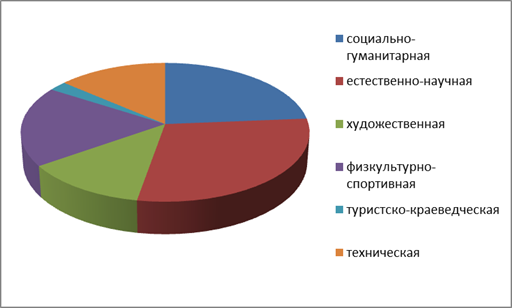 социально-
гуманитарная
естественно-научная
художественная
физкультурно-
спортивная
туристско-краеведческая
техническая